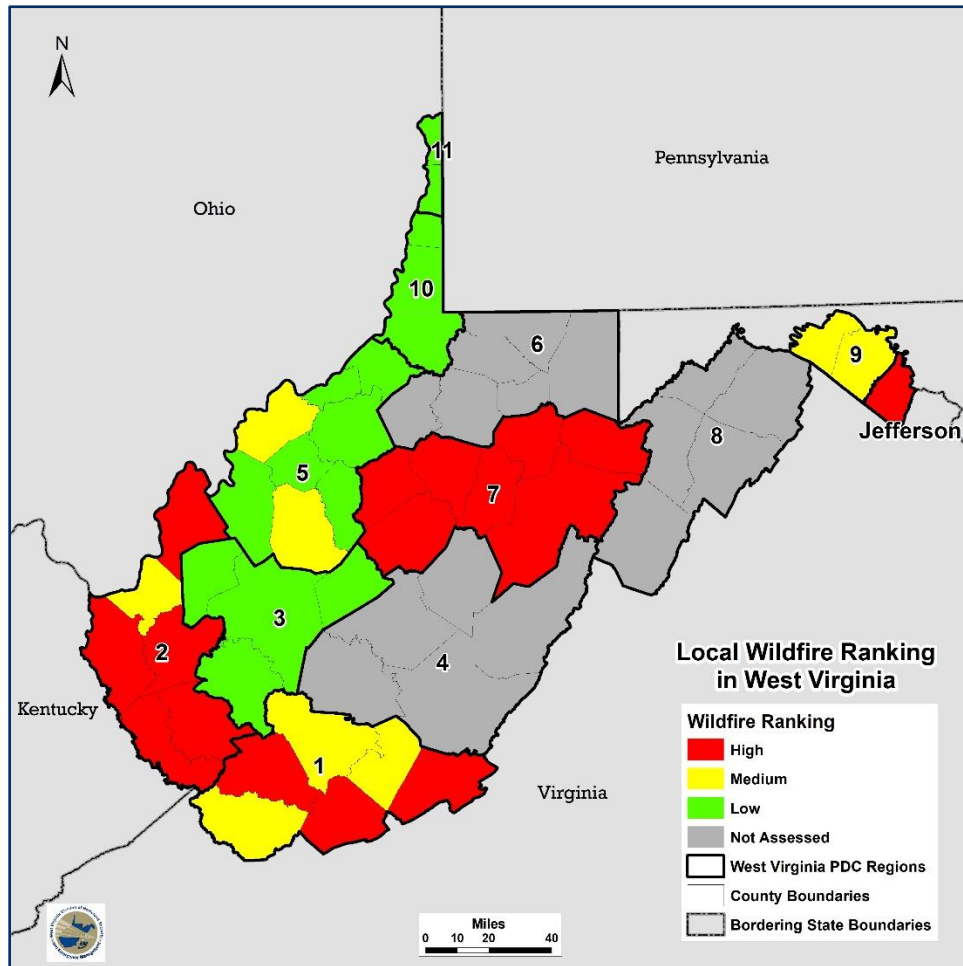 N
Pennsylvania
Ohio
11
10
6
9
Jefferson
8
5
7
3
2
4
1
Kentucky
Virginia
Local Wildfire Ranking
in West Virginia
Wildfire Ranking
High
Medium
Low
Not Assessed
West Virginia PDC Regions
County Boundaries
Bordering State Boundaries
Miles
0 10 20 40